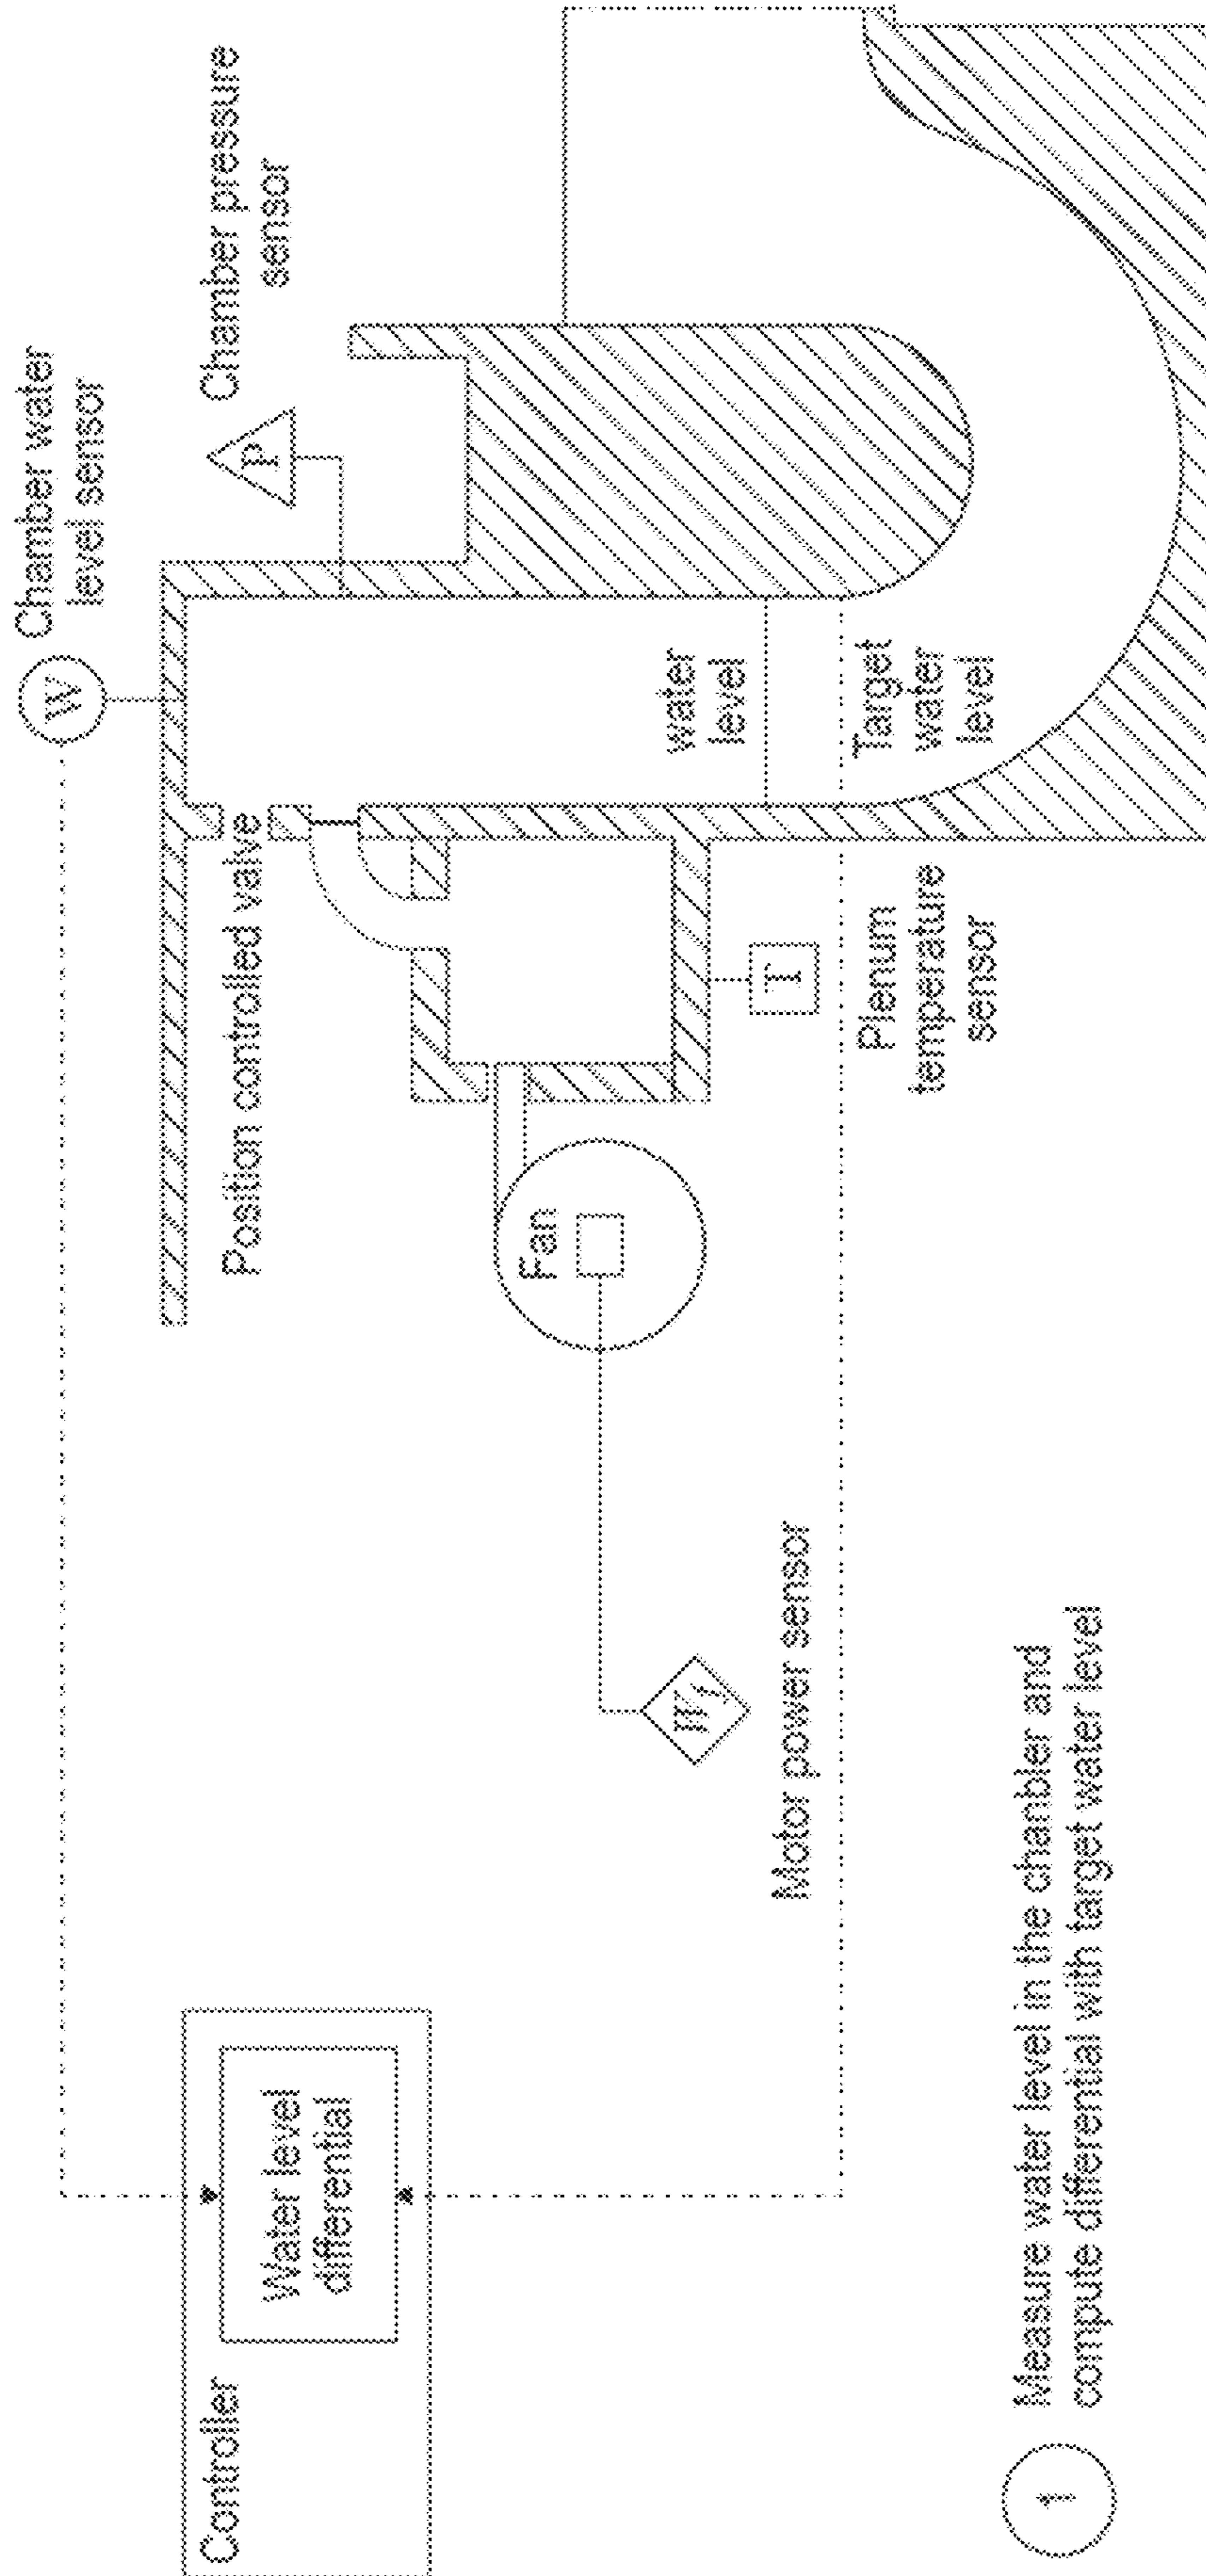 Chamber water
level sensor
W
Chamber pressure
sensor
P
Controller
Water level
differential
Position controlled valve
Fan
water
level
Target
water
level
T
Plenum
temperature
sensor
Motor power sensor
1
Measure water level in the chanbler and
compute differential with target water level